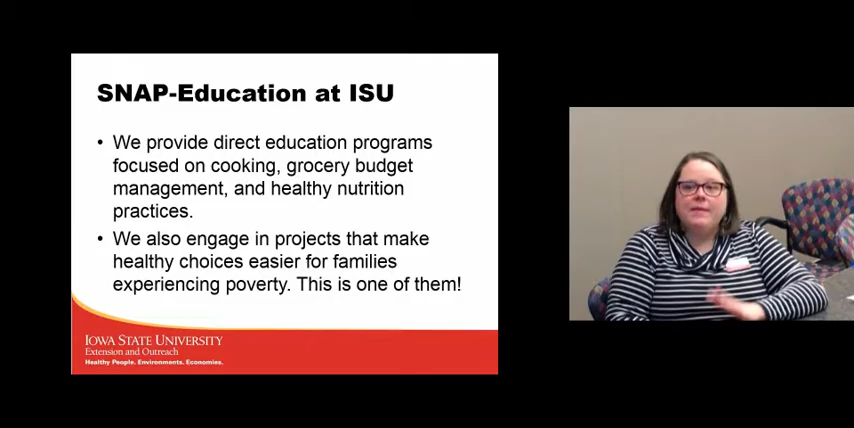 SNAP-Education at ISU
• We provide direct education programs
focused on cooking, grocery budget
management, and healthy nutrition
practices.
• We also engage in projects that make
healthy choices easier for families
experiencing poverty. This is one of them!
IOWA STATE UNIVERSITY
Extension and Outreach
Healthy People. Environments. Economies.